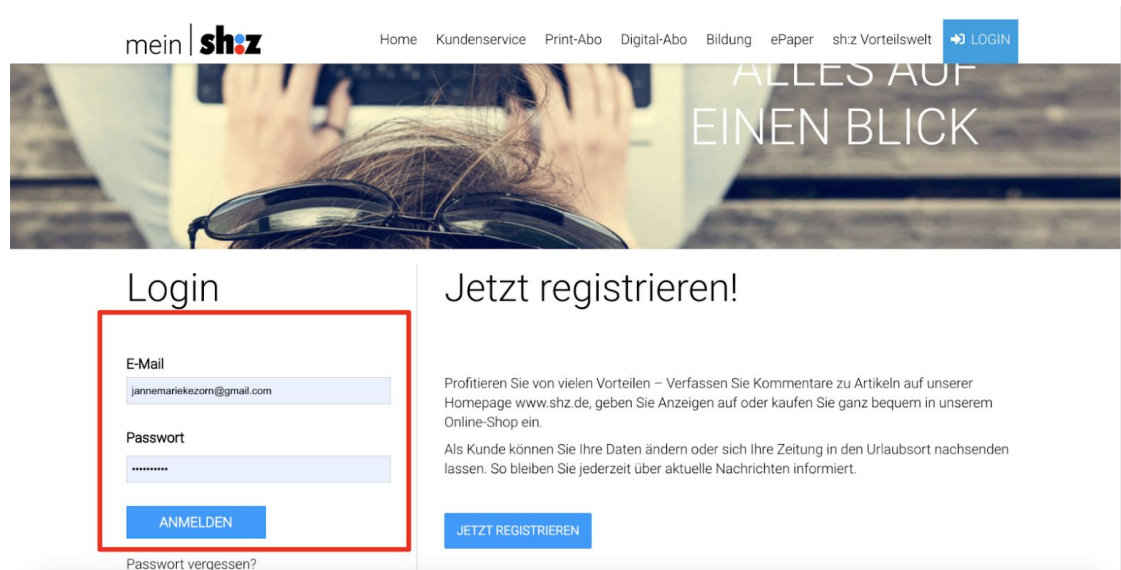 mein | sh:z
Home Kundenservice Print-Abo Digital-Abo Bildung ePaper sh:z Vorteilswelt LOGIN
ALLES AUF
EINEN BLICK
Login
E-Mail
jannemariekezorn@gmail.com
Passwort
••••••••••
ANMELDEN
Passwort vergessen?
Jetzt registrieren!
Profitieren Sie von vielen Vorteilen – Verfassen Sie Kommentare zu Artikeln auf unserer
Homepage www.shz.de, geben Sie Anzeigen auf oder kaufen Sie ganz bequem in unserem
Online-Shop ein.
Als Kunde können Sie Ihre Daten ändern oder sich Ihre Zeitung in den Urlaubsort nachsenden
lassen. So bleiben Sie jederzeit über aktuelle Nachrichten informiert.
JETZT REGISTRIEREN